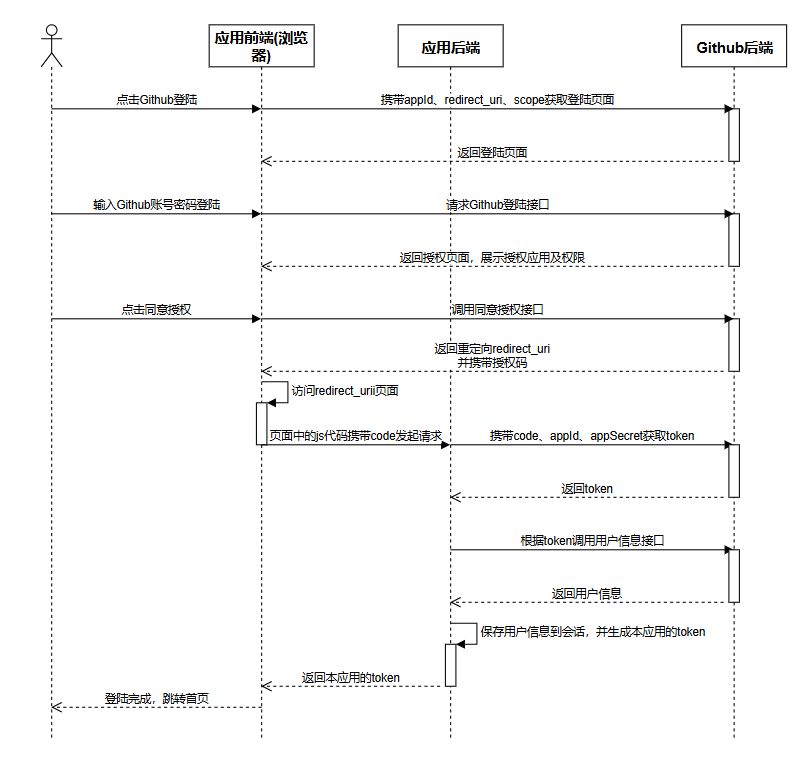 应用前端(浏览
器)
应用后端
Github后端
点击Github登陆
携带appId、redirect_uri、scope获取登陆页面
返回登陆页面
输入Github账号密码登陆
请求Github登陆接口
返回授权页面，展示授权应用及权限
点击同意授权
调用同意授权接口
返回重定向redirect_uri
并携带授权码
访问redirect_urii页面
页面中的js代码携带code发起请求
携带code、appId、appSecret获取token
返回token
根据token调用用户信息接口
返回用户信息
保存用户信息到会话，并生成本应用的token
返回本应用的token
登陆完成，跳转首页